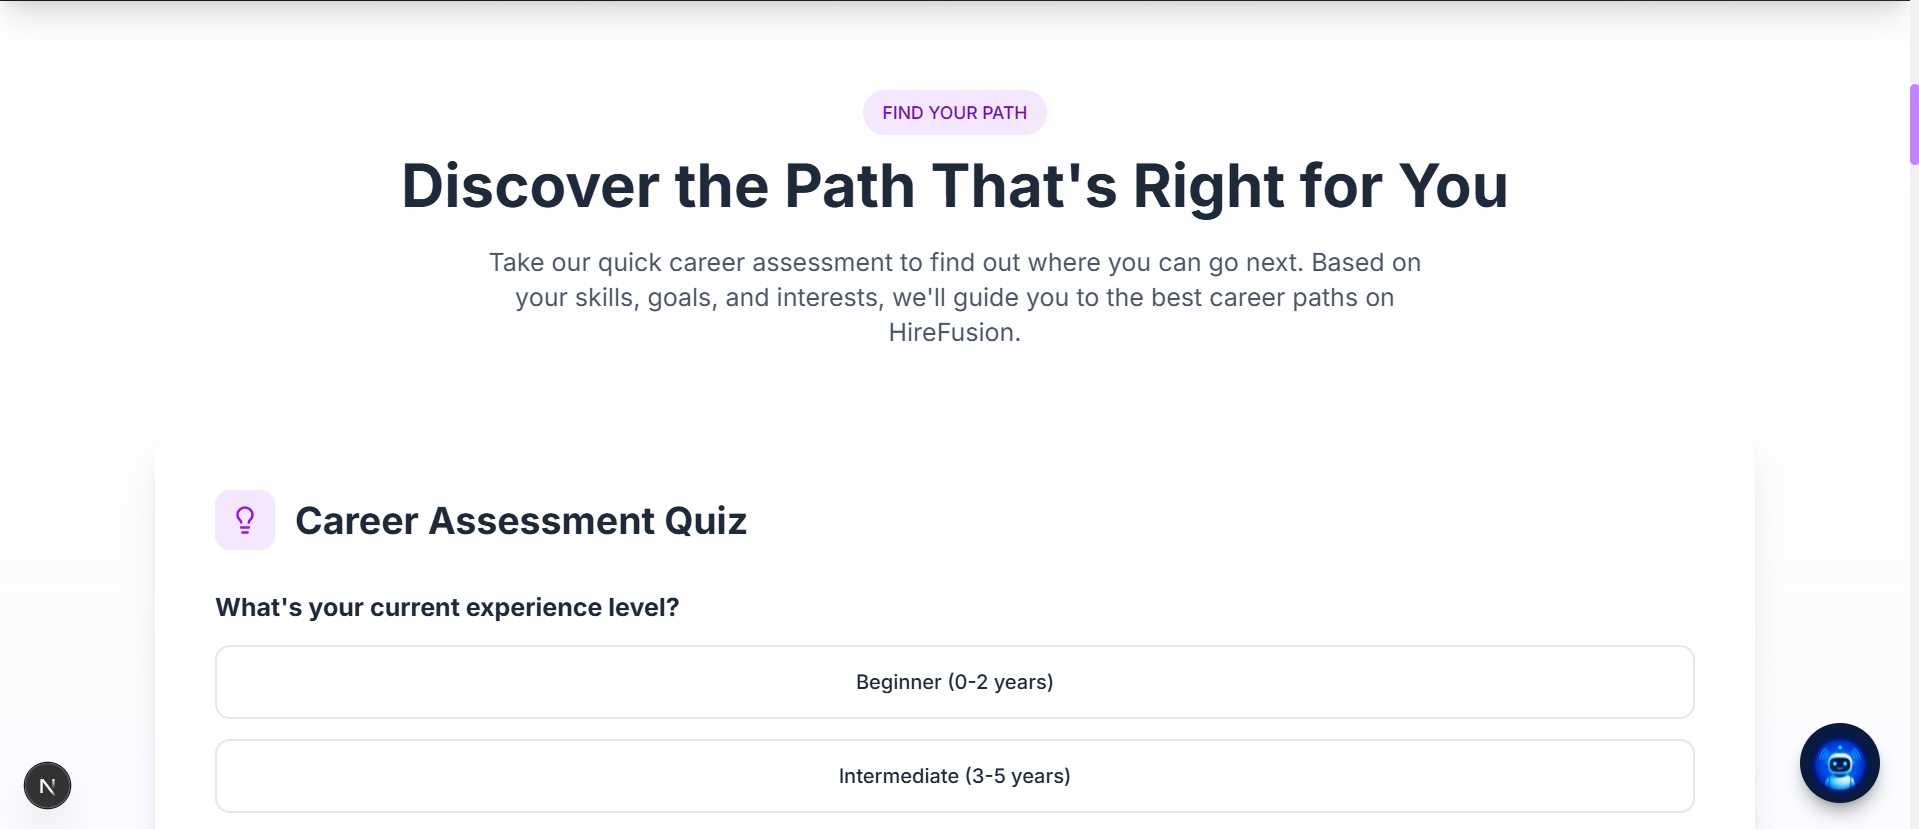 FIND YOUR PATH
Discover the Path That's Right for You
Take our quick career assessment to find out where you can go next. Based on
your skills, goals, and interests, we'll guide you to the best career paths on
HireFusion.
Career Assessment Quiz
What's your current experience level?
Beginner (0-2 years)
Intermediate (3-5 years)
N